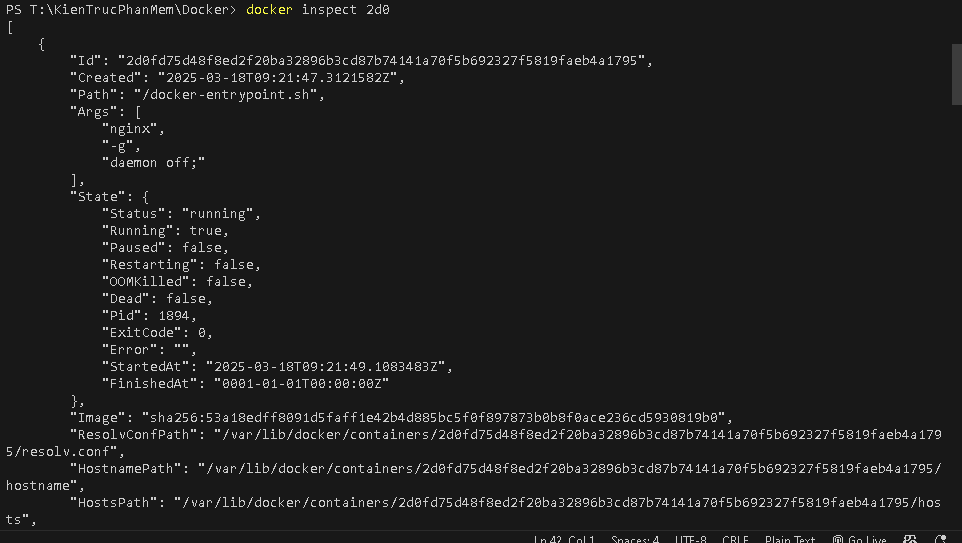 PS T:\KienTrucPhanMem\Docker> docker inspect 2d0
[
    {
        "Id": "2d0fd75d48f8ed2f20ba32896b3cd87b74141a70f5b692327f5819faeb4a1795",
        "Created": "2025-03-18T09:21:47.3121582Z",
        "Path": "/docker-entrypoint.sh",
        "Args": [
            "nginx",
            "-g",
            "daemon off;"
        ],
        "State": {
            "Status": "running",
            "Running": true,
            "Paused": false,
            "Restarting": false,
            "OOMKilled": false,
            "Dead": false,
            "Pid": 1894,
            "ExitCode": 0,
            "Error": "",
            "StartedAt": "2025-03-18T09:21:49.1083483Z",
            "FinishedAt": "0001-01-01T00:00:00Z"
        },
        "Image": "sha256:53a18edff8091d5faff1e42b4d885bc5f0f897873b0b8f0ace236cd5930819b0",
        "ResolvConfPath": "/var/lib/docker/containers/2d0fd75d48f8ed2f20ba32896b3cd87b74141a70f5b692327f5819faeb4a179
5/resolv.conf",
        "HostnamePath": "/var/lib/docker/containers/2d0fd75d48f8ed2f20ba32896b3cd87b74141a70f5b692327f5819faeb4a1795/
hostname",
        "HostsPath": "/var/lib/docker/containers/2d0fd75d48f8ed2f20ba32896b3cd87b74141a70f5b692327f5819faeb4a1795/hos
ts",
Ln 42, Col 1 Spaces: 4 UTF-8 CRLF Plain Text Go Live